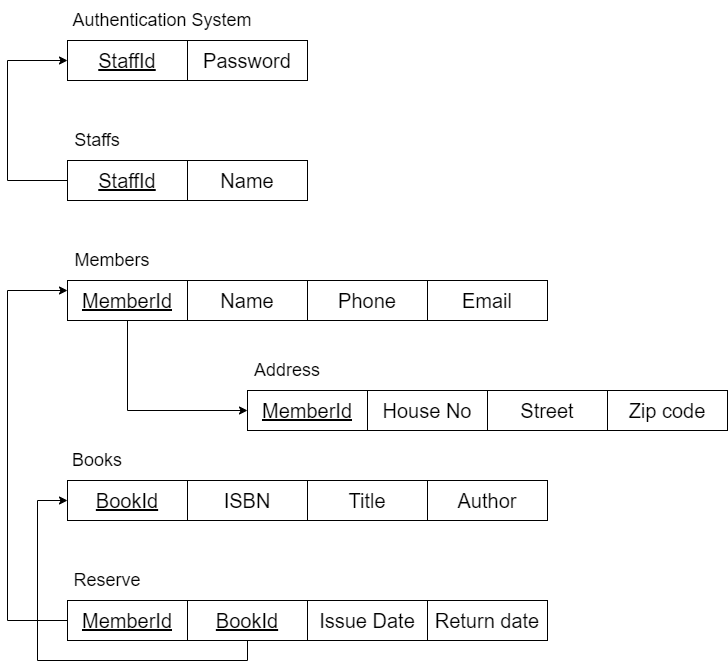 Authentication System
StaffId Password
Staffs
StaffId Name
Members
MemberId Name Phone Email
Address
MemberId House No Street Zip code
Books
BookId ISBN Title Author
Reserve
MemberId BookId Issue Date Return date